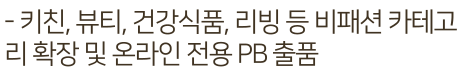 - 키친, 뷰티, 건강식품, 리빙 등 비패션 카테고
리 확장 및 온라인 전용 PB 출품